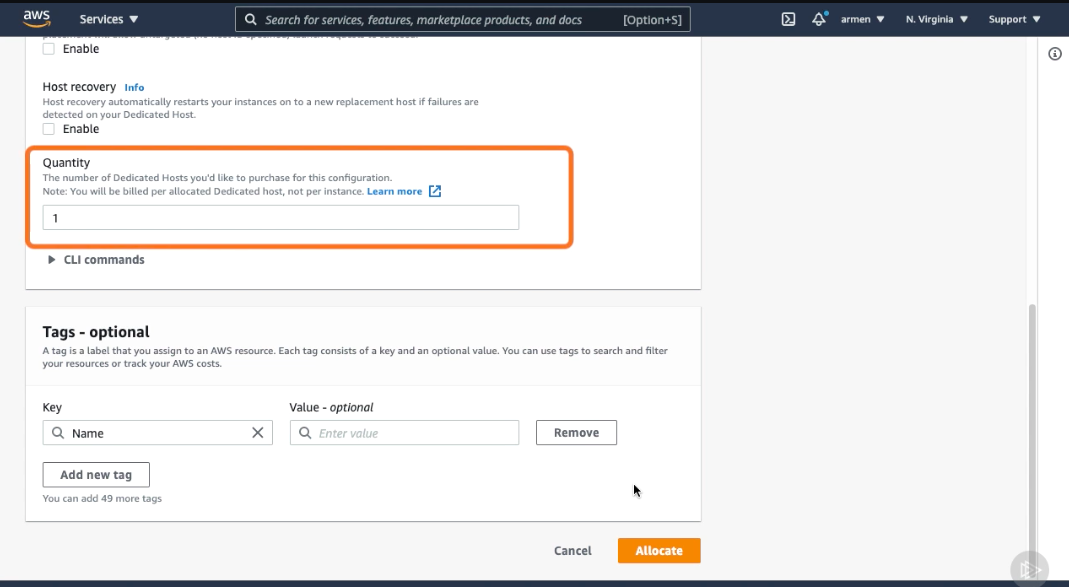 aws
Services ▼
Search for services, features, marketplace products, and docs
[Option+S]
armen ▼
N. Virginia ▼
Support ▼
Enable
Host recovery Info
Host recovery automatically restarts your instances on to a new replacement host if failures are
detected on your Dedicated Host.
Enable
Quantity
The number of Dedicated Hosts you'd like to purchase for this configuration.
Note: You will be billed per allocated Dedicated host, not per instance. Learn more
1
CLI commands
Tags - optional
A tag is a label that you assign to an AWS resource. Each tag consists of a key and an optional value. You can use tags to search and filter
your resources or track your AWS costs.
Key
Value - optional
Name
Enter value
Remove
Add new tag
You can add 49 more tags
Cancel
Allocate